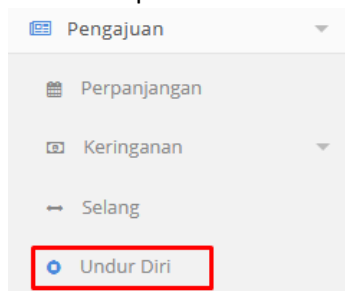 Pengajuan
Perpanjangan
Keringanan
Selang
Undur Diri